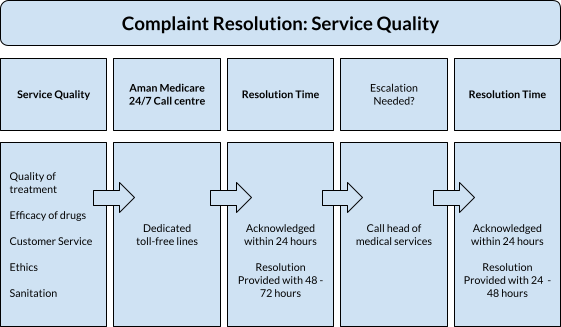 Complaint Resolution: Service Quality
Service Quality
Aman Medicare
24/7 Call centre
Resolution Time
Escalation
Needed?
Resolution Time
Quality of
treatment
Efficacy of drugs
Customer Service
Ethics
Sanitation
Dedicated
toll-free lines
Acknowledged
within 24 hours
Resolution
Provided with 48 -
72 hours
Call head of
medical services
Acknowledged
within 24 hours
Resolution
Provided with 24 -
48 hours